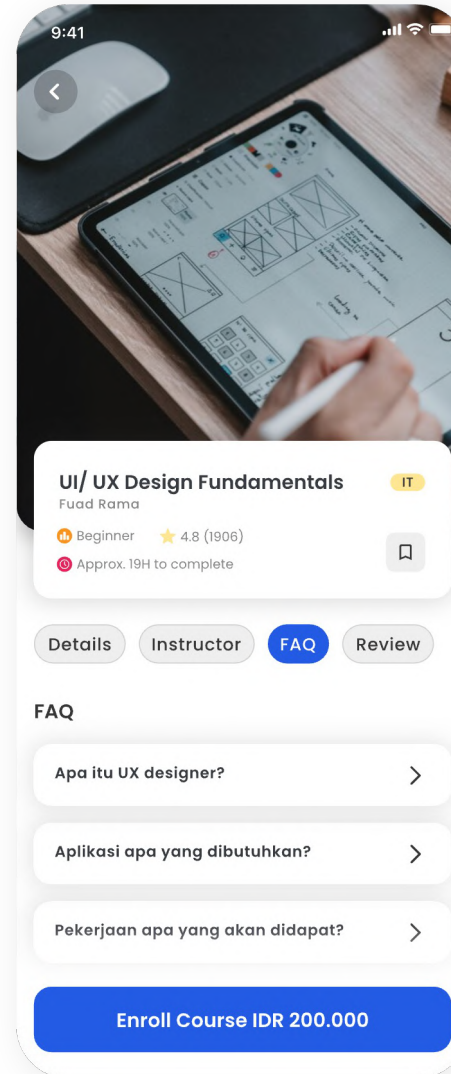 9:41
UI/ UX Design Fundamentals
IT
Fuad Rama
Beginner
4.8 (1906)
Approx. 19H to complete
Details
Instructor
FAQ
Review
FAQ
Apa itu UX designer?
Aplikasi apa yang dibutuhkan?
Pekerjaan apa yang akan didapat?
Enroll Course IDR 200.000